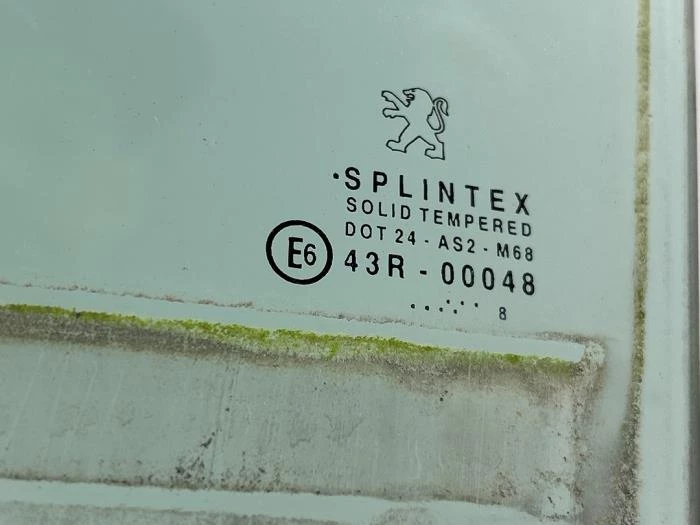 ·SPLINTEX
SOLID TEMPERED
DOT 24 - AS2 - M68
E6 43R - 00048
....... 8